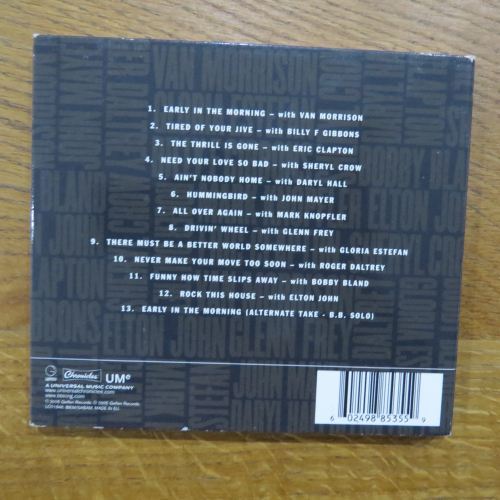 VAN MORRISON
1. EARLY IN THE MORNING – with VAN MORRISON
2. TIRED OF YOUR JIVE – with BILLY F GIBBONS
3. THE THRILL IS GONE – with ERIC CLAPTON
4. NEED YOUR LOVE SO BAD – with SHERYL CROW
5. AIN'T NOBODY HOME – with DARYL HALL
6. HUMMINGBIRD – with JOHN MAYER
7. ALL OVER AGAIN – with MARK KNOPFLER
8. DRIVIN' WHEEL – with GLENN FREY
9. THERE MUST BE A BETTER WORLD SOMEWHERE – with GLORIA ESTEFAN
10. NEVER MAKE YOUR MOVE TOO SOON – with ROGER DALTREY
11. FUNNY HOW TIME SLIPS AWAY – with BOBBY BLAND
12. ROCK THIS HOUSE – with ELTON JOHN
13. EARLY IN THE MORNING (ALTERNATE TAKE - B.B. SOLO)
ELTON JOHN GLENN FREY
Chronicles UMe
A UNIVERSAL MUSIC COMPANY
www.universalchronicles.com
www.bbking.com
6 02498 85355 9